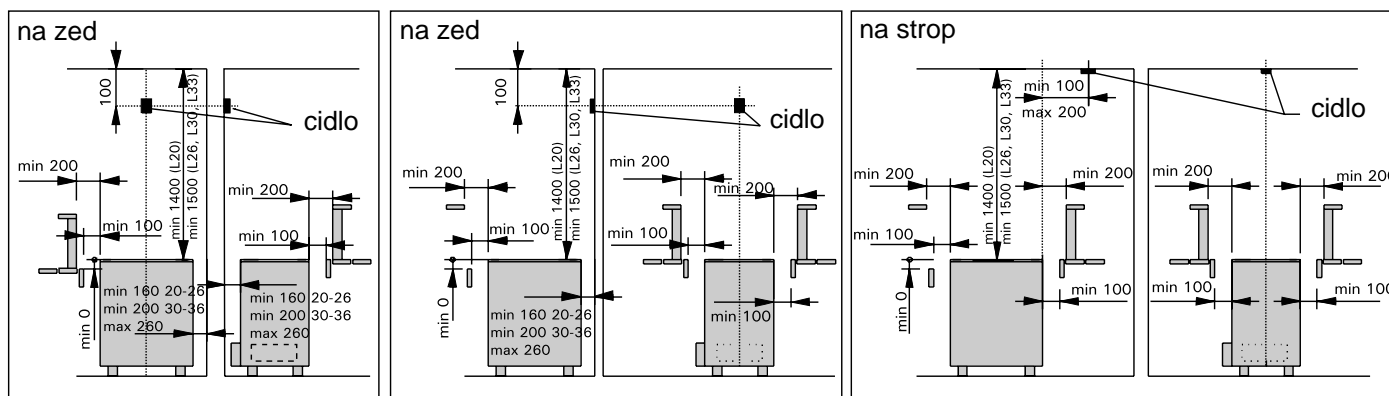 na zed
100
min 1400 (L20)
min 1500 (L26, L30, L33)
cidlo
min 200
min 200
min 100
min 100
min 160 20-26
min 200 30-36
max 260
min 160 20-26
min 200 30-36
max 260
min 0
na zed
100
min 1400 (L20)
min 1500 (L26, L30, L33)
cidlo
min 200
min 200
min 200
min 100
min 100
min 160 20-26
min 200 30-36
max 260
min 100
min 0
na strop
min 100
max 200
cidlo
min 1400 (L20)
min 1500 (L26, L30, L33)
min 200
min 200
min 200
min 200
min 100
min 100
min 100
min 100
min 0